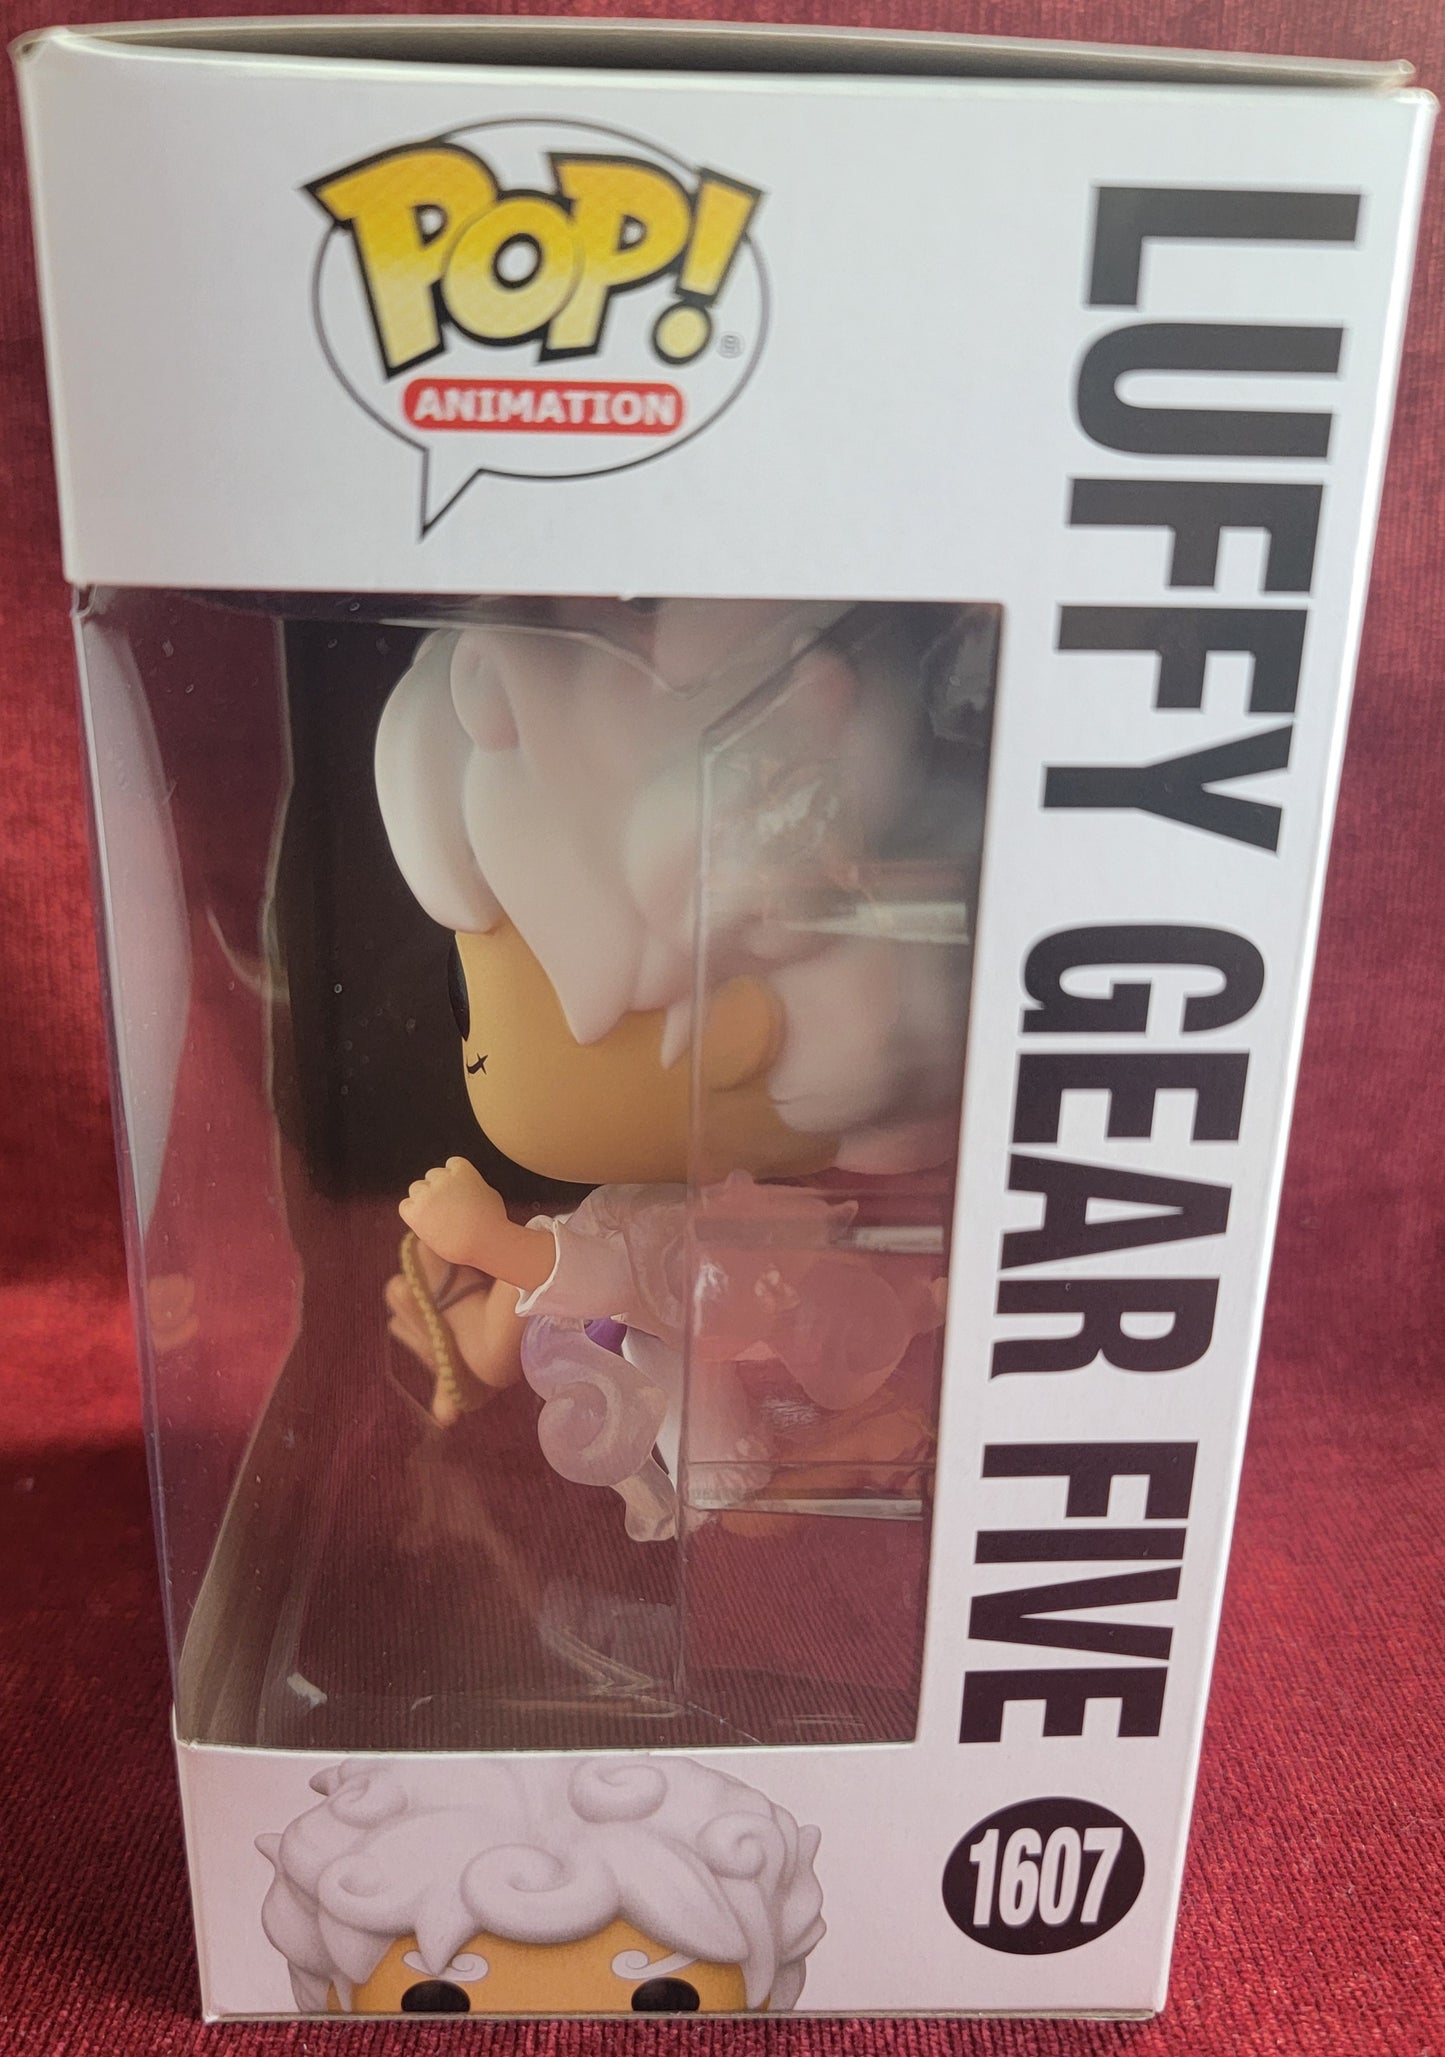 POP!®
ANIMATION
LUFFY GEAR FIVE
1607